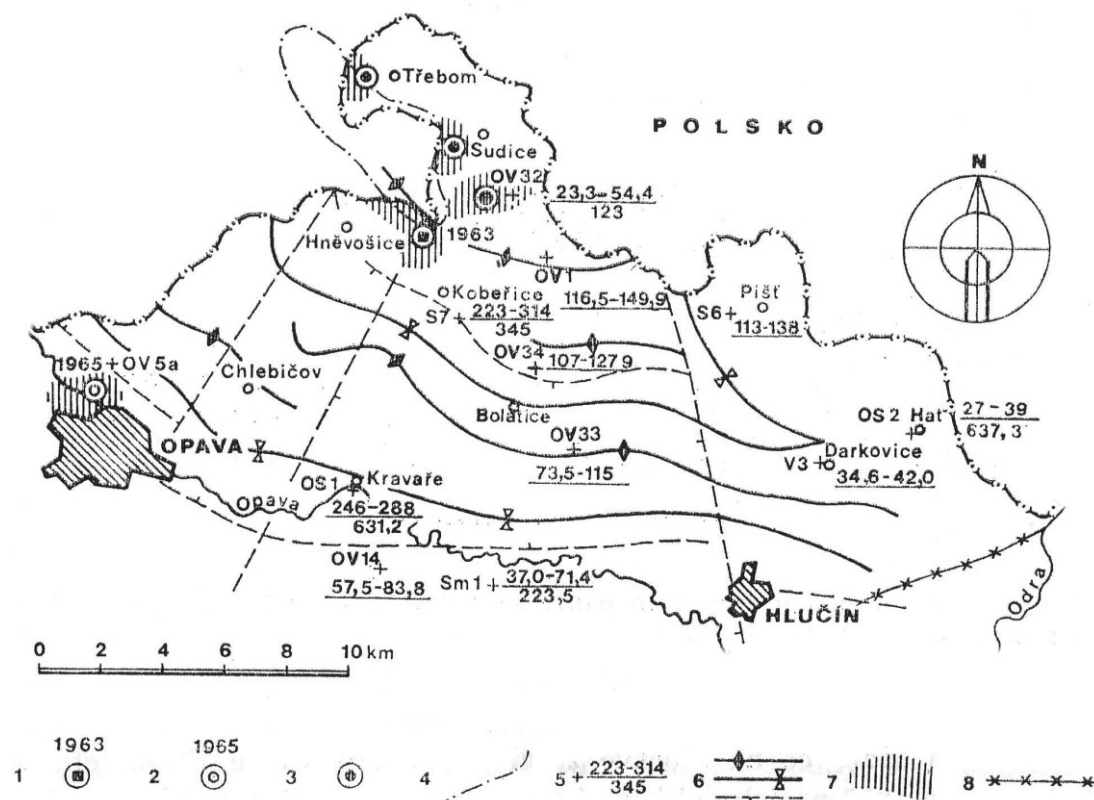 Třebom
POLSKO
Sudice
OV32
23,3-54,4
123
N
Hněvošice
1963
OV1
116,5-149,9
Kobeřice
S7
223-314
345
S6
Píšť
113-138
OV34
107-127,9
1965
OV5a
Chlebičov
Bolatice
OS2
Hať
27-39
637,3
OPAVA
OV33
73,5-115
Darkovice
V3
34,6-42,0
Kravaře
OS1
Opava
246-288
631,2
OV14
57,5-83,8
Sm1
37,0-71,4
223,5
HLUČÍN
Odra
0 2 4 6 8 10 km
1963 1965
1 2 3 4 5 223-314 6 7 8
345